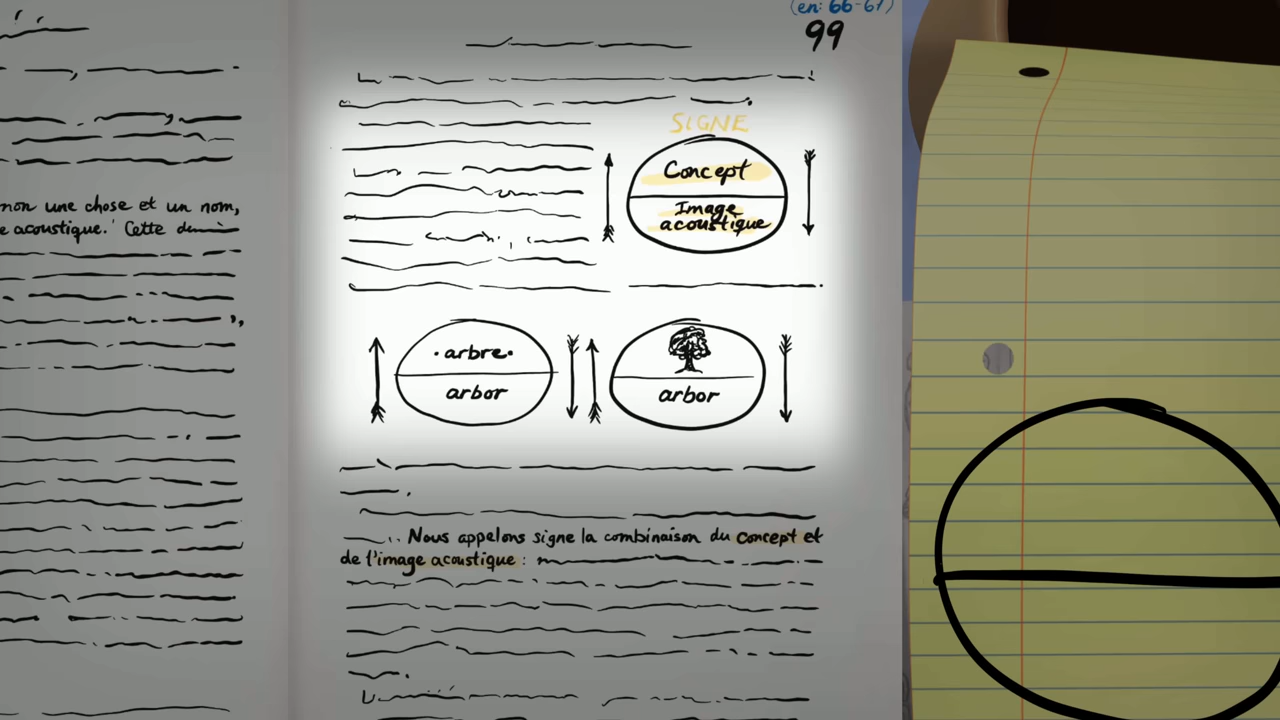 (en: 66-67)
99
non une chose et un nom,
e acoustique.' Cette
SIGNE
Concept
Image
acoustique
·arbre·
arbor
arbor
Nous appelons signe la combinaison du concept et
de l'image acoustique :